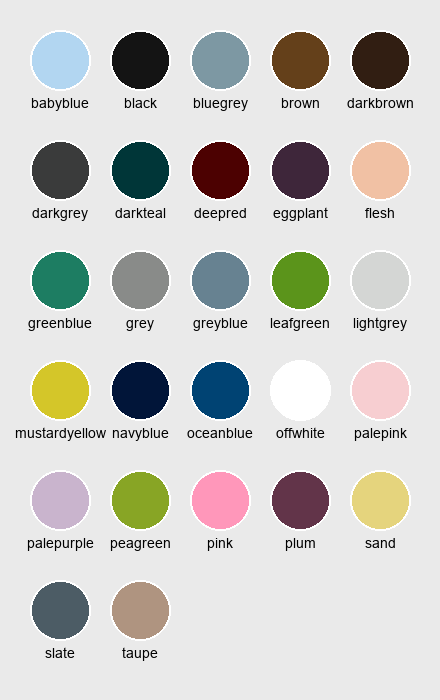 babyblue black bluegrey brown darkbrown
darkgrey darkteal deepred eggplant flesh
greenblue grey greyblue leafgreen lightgrey
mustardyellow navyblue oceanblue offwhite palepink
palepurple peagreen pink plum sand
slate taupe